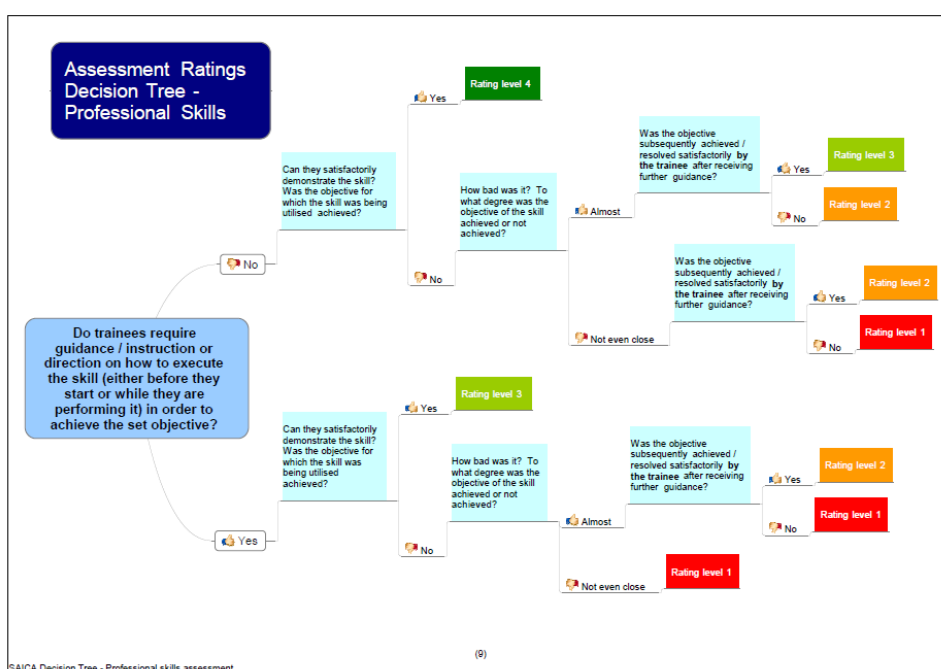 Assessment Ratings
Decision Tree -
Professional Skills
Do trainees require
guidance / instruction or
direction on how to execute
the skill (either before they
start or while they are
performing it) in order to
achieve the set objective?
No
Can they satisfactorily
demonstrate the skill?
Was the objective for
which the skill was being
utilised achieved?
Yes
Rating level 4
No
How bad was it? To
what degree was the
objective of the skill
achieved or not
achieved?
Almost
Was the objective
subsequently achieved /
resolved satisfactorily by
the trainee after receiving
further guidance?
Yes
Rating level 3
No
Rating level 2
Not even close
Was the objective
subsequently achieved /
resolved satisfactorily by
the trainee after receiving
further guidance?
Yes
Rating level 2
No
Rating level 1
Yes
Can they satisfactorily
demonstrate the skill?
Was the objective for
which the skill was
being utilised
achieved?
Yes
Rating level 3
No
How bad was it? To
what degree was the
objective of the skill
achieved or not
achieved?
Almost
Was the objective
subsequently achieved /
resolved satisfactorily by
the trainee after receiving
further guidance?
Yes
Rating level 2
No
Rating level 1
Not even close
Rating level 1
(9)
SAICA Decision Tree - Professional skills assessment